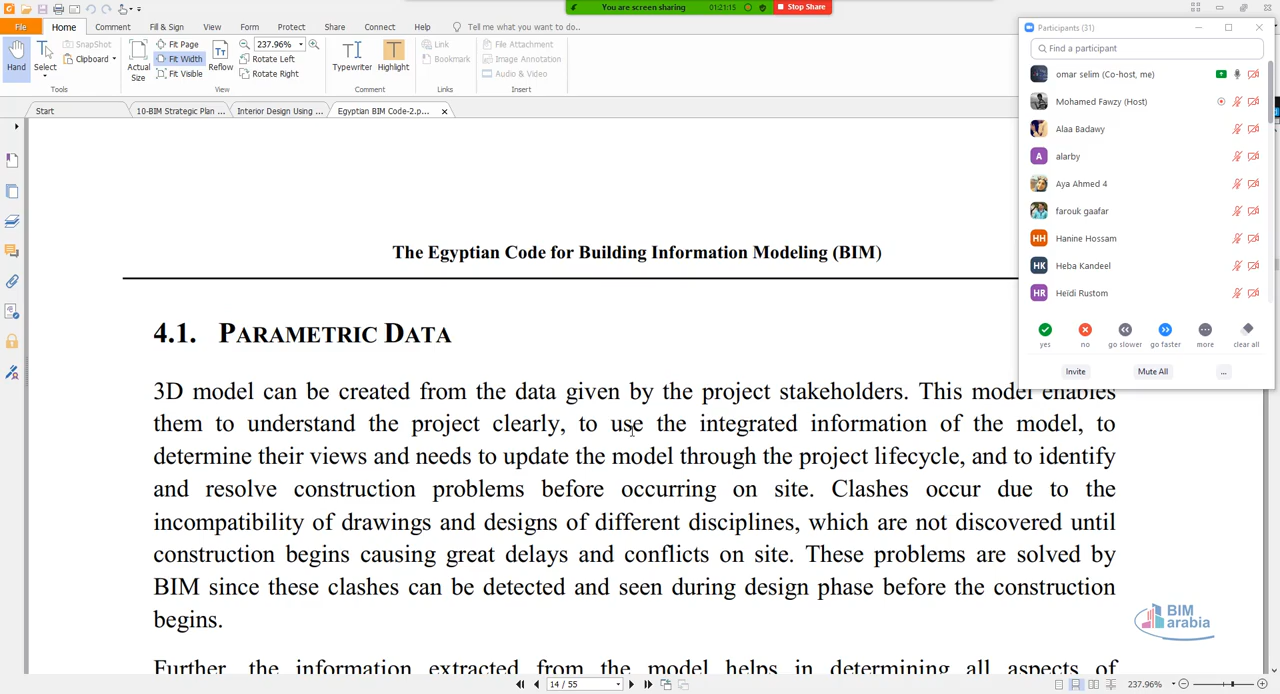 You are screen sharing
01:21:15
Stop Share
File
Home
Comment
Fill & Sign
View
Form
Protect
Share
Connect
Help
Tell me what you want to do..
Hand
Select
SnapShot
Clipboard
Tools
Actual Size
Fit Page
Fit Width
Fit Visible
Reflow
237.96%
Rotate Left
Rotate Right
View
Typewriter
Highlight
Comment
Link
Bookmark
Links
File Attachment
Image Annotation
Audio & Video
Insert
Start
10-BIM Strategic Plan ...
Interior Design Using ...
Egyptian BIM Code-2.p...
Participants (31)
Find a participant
omar selim (Co-host, me)
Mohamed Fawzy (Host)
Alaa Badawy
A alarby
Aya Ahmed 4
farouk gaafar
HH Hanine Hossam
HK Heba Kandeel
HR Heïdi Rustom
yes
no
go slower
go faster
more
clear all
Invite
Mute All
...
The Egyptian Code for Building Information Modeling (BIM)
4.1. PARAMETRIC DATA
3D model can be created from the data given by the project stakeholders. This model enables
them to understand the project clearly, to use the integrated information of the model, to
determine their views and needs to update the model through the project lifecycle, and to identify
and resolve construction problems before occurring on site. Clashes occur due to the
incompatibility of drawings and designs of different disciplines, which are not discovered until
construction begins causing great delays and conflicts on site. These problems are solved by
BIM since these clashes can be detected and seen during design phase before the construction
begins.
Further, the information extracted from the model helps in determining all aspects of
BIM
arabia
14 / 55
237.96%